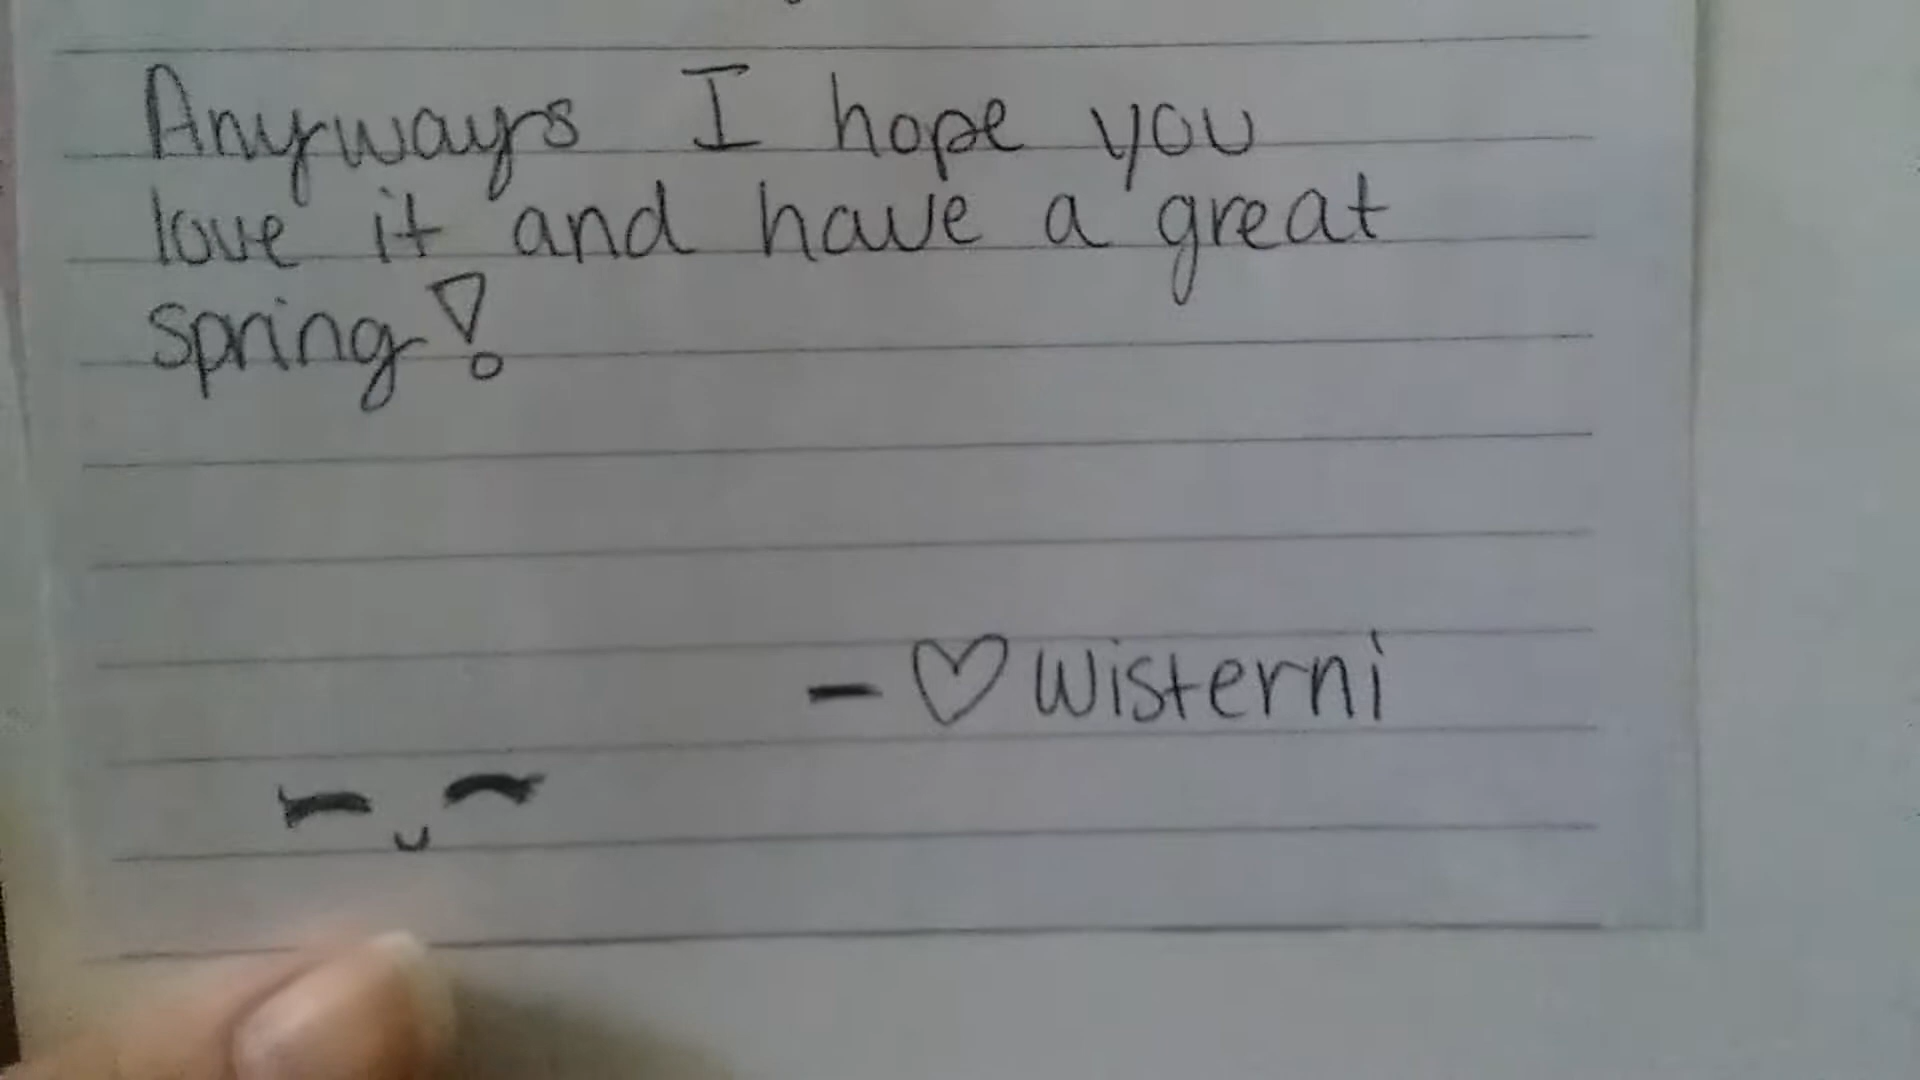 Anyways I hope you
love it and have a great
spring!
- ♡ Wisterni